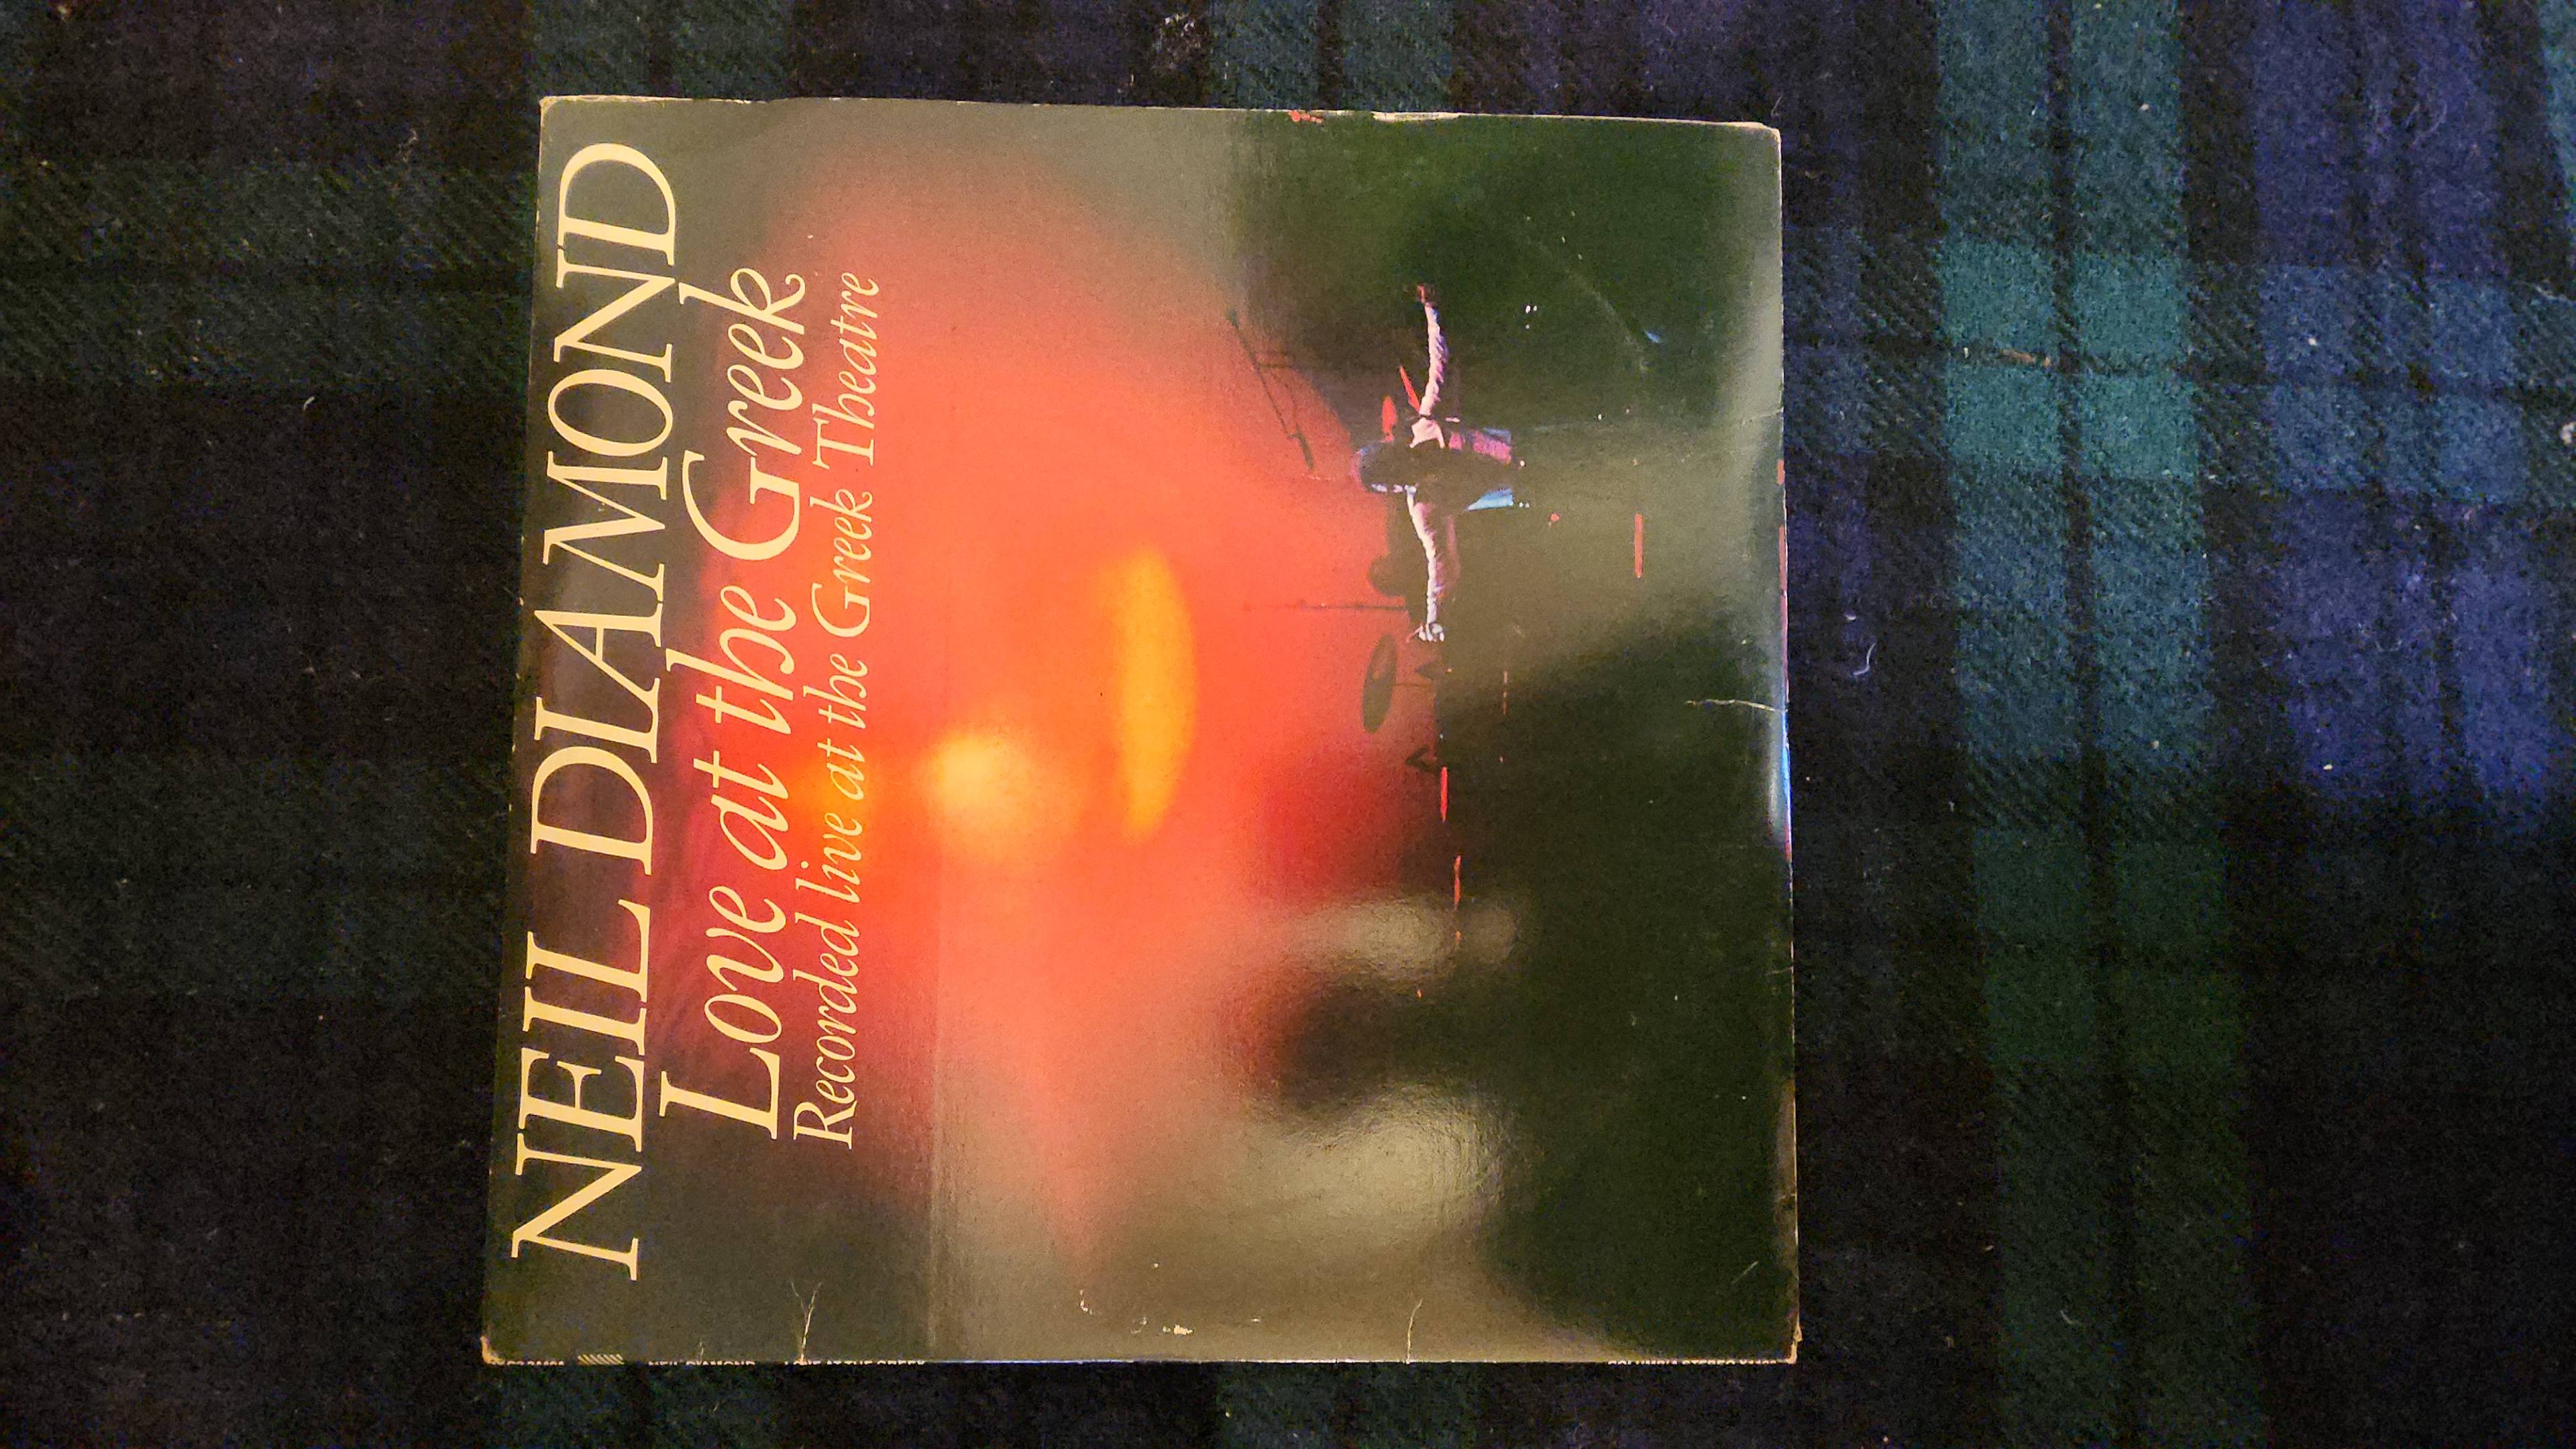 NEIL DIAMOND
Love at the Greek
Recorded live at the Greek Theatre